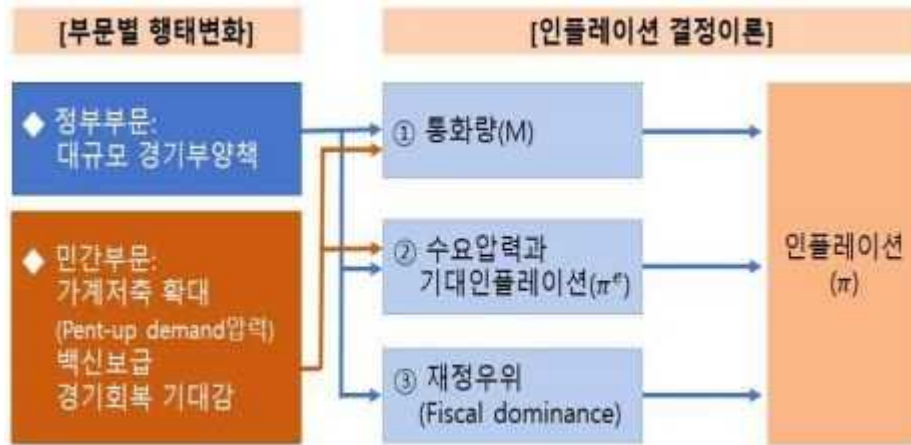 [부문별 행태변화]
[인플레이션 결정이론]
◆ 정부부문:
대규모 경기부양책
◆ 민간부문:
가계저축 확대
(Pent-up demand압력)
백신보급
경기회복 기대감
① 통화량(M)
② 수요압력과
기대인플레이션(πᵉ)
③ 재정우위
(Fiscal dominance)
인플레이션
(π)